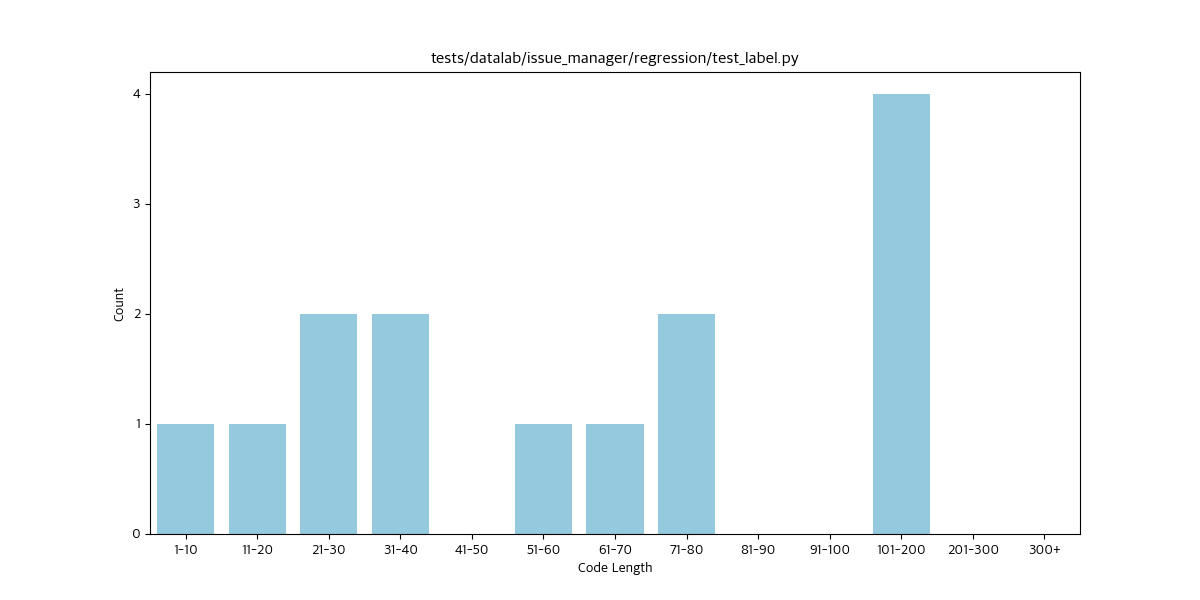 tests/datalab/issue_manager/regression/test_label.py
4
3
2
1
0
Count
1-10 11-20 21-30 31-40 41-50 51-60 61-70 71-80 81-90 91-100 101-200 201-300 300+
Code Length